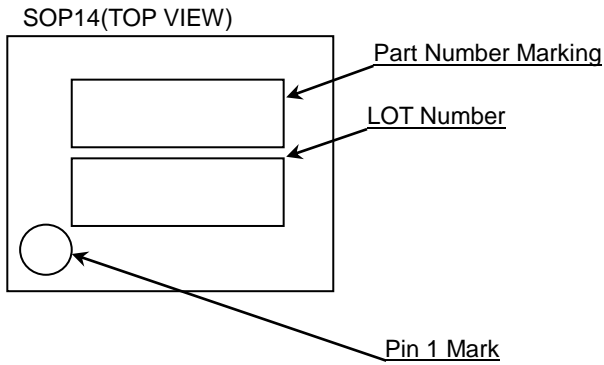 SOP14(TOP VIEW)
Part Number Marking
LOT Number
Pin 1 Mark